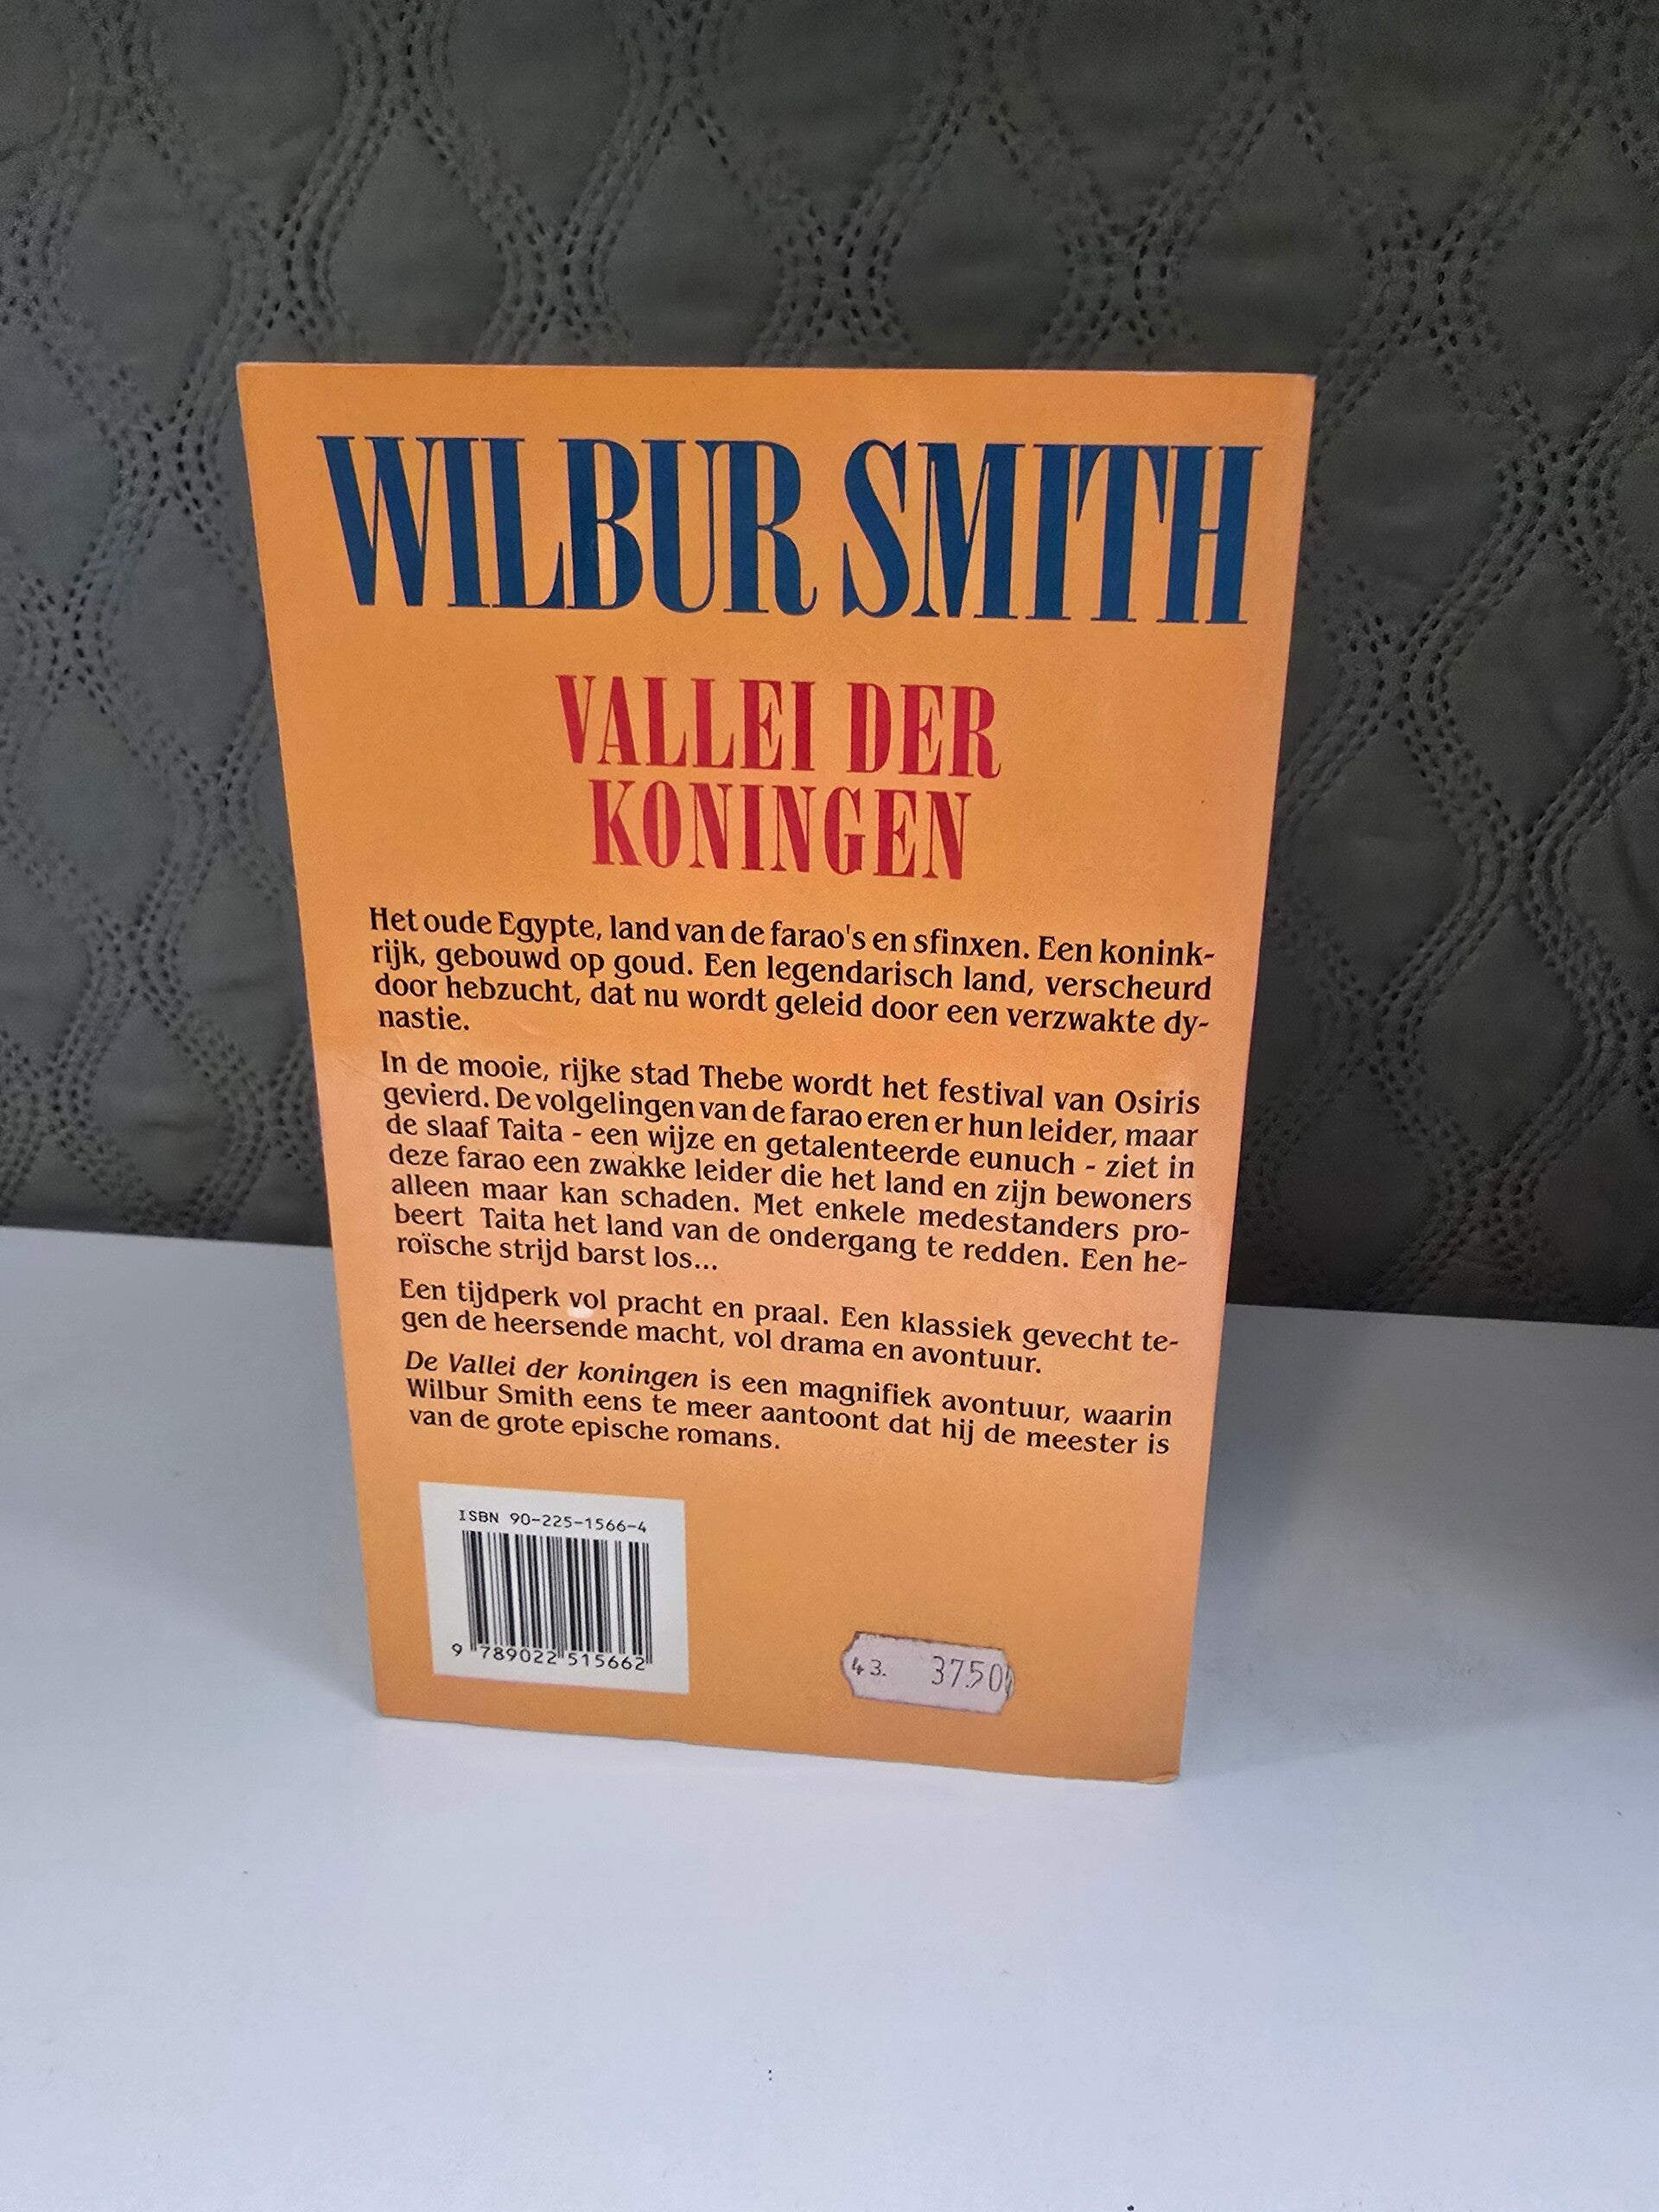 WILBUR SMITH
VALLEI DER
KONINGEN
Het oude Egypte, land van de farao's en sfinxen. Een konink-
rijk, gebouwd op goud. Een legendarisch land, verscheurd
door hebzucht, dat nu wordt geleid door een verzwakte dy-
nastie.
In de mooie, rijke stad Thebe wordt het festival van Osiris
gevierd. De volgelingen van de farao eren er hun leider, maar
de slaaf Taita - een wijze en getalenteerde eunuch - ziet in
deze farao een zwakke leider die het land en zijn bewoners
alleen maar kan schaden. Met enkele medestanders pro-
beert Taita het land van de ondergang te redden. Een he-
roïsche strijd barst los...
Een tijdperk vol pracht en praal. Een klassiek gevecht te-
gen de heersende macht, vol drama en avontuur.
De Vallei der koningen is een magnifiek avontuur, waarin
Wilbur Smith eens te meer aantoont dat hij de meester is
van de grote epische romans.
ISBN 90-225-1566-4
9 789022 515662
43. 37.50